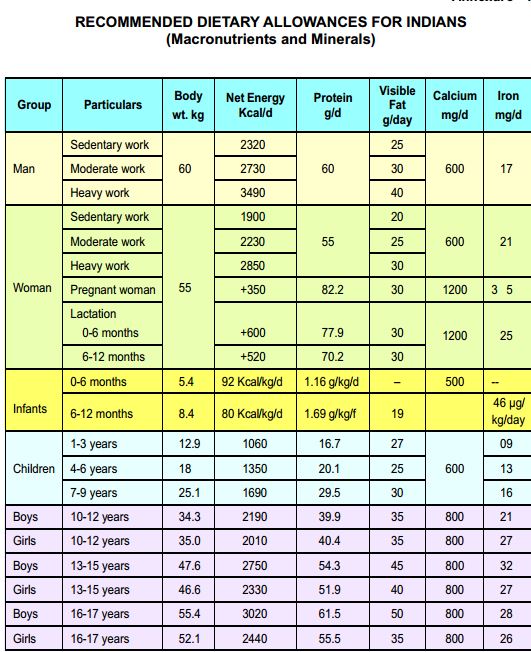 RECOMMENDED DIETARY ALLOWANCES FOR INDIANS
(Macronutrients and Minerals)
Group Particulars Body wt. kg Net Energy Kcal/d Protein g/d Visible Fat g/day Calcium mg/d Iron mg/d
Man Sedentary work 60 2320 60 25 600 17
Moderate work 2730 30
Heavy work 3490 40
Woman Sedentary work 55 1900 55 20 600 21
Moderate work 2230 25
Heavy work 2850 30
Pregnant woman +350 82.2 30 1200 3 5
Lactation
0-6 months +600 77.9 30 1200 25
6-12 months +520 70.2 30
Infants 0-6 months 5.4 92 Kcal/kg/d 1.16 g/kg/d – 500 --
6-12 months 8.4 80 Kcal/kg/d 1.69 g/kg/f 19 46 µg/ kg/day
Children 1-3 years 12.9 1060 16.7 27 600 09
4-6 years 18 1350 20.1 25 13
7-9 years 25.1 1690 29.5 30 16
Boys 10-12 years 34.3 2190 39.9 35 800 21
Girls 10-12 years 35.0 2010 40.4 35 800 27
Boys 13-15 years 47.6 2750 54.3 45 800 32
Girls 13-15 years 46.6 2330 51.9 40 800 27
Boys 16-17 years 55.4 3020 61.5 50 800 28
Girls 16-17 years 52.1 2440 55.5 35 800 26